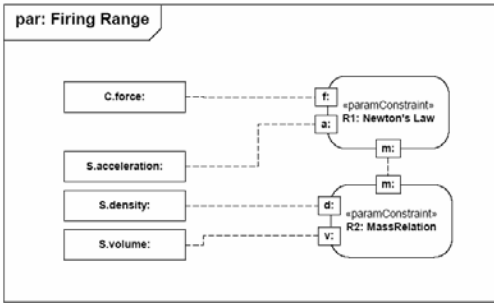 par: Firing Range
C.force:
f:
«paramConstraint»
a:
R1: Newton's Law
m:
S.acceleration:
m:
S.density:
d:
«paramConstraint»
S.volume:
v:
R2: MassRelation